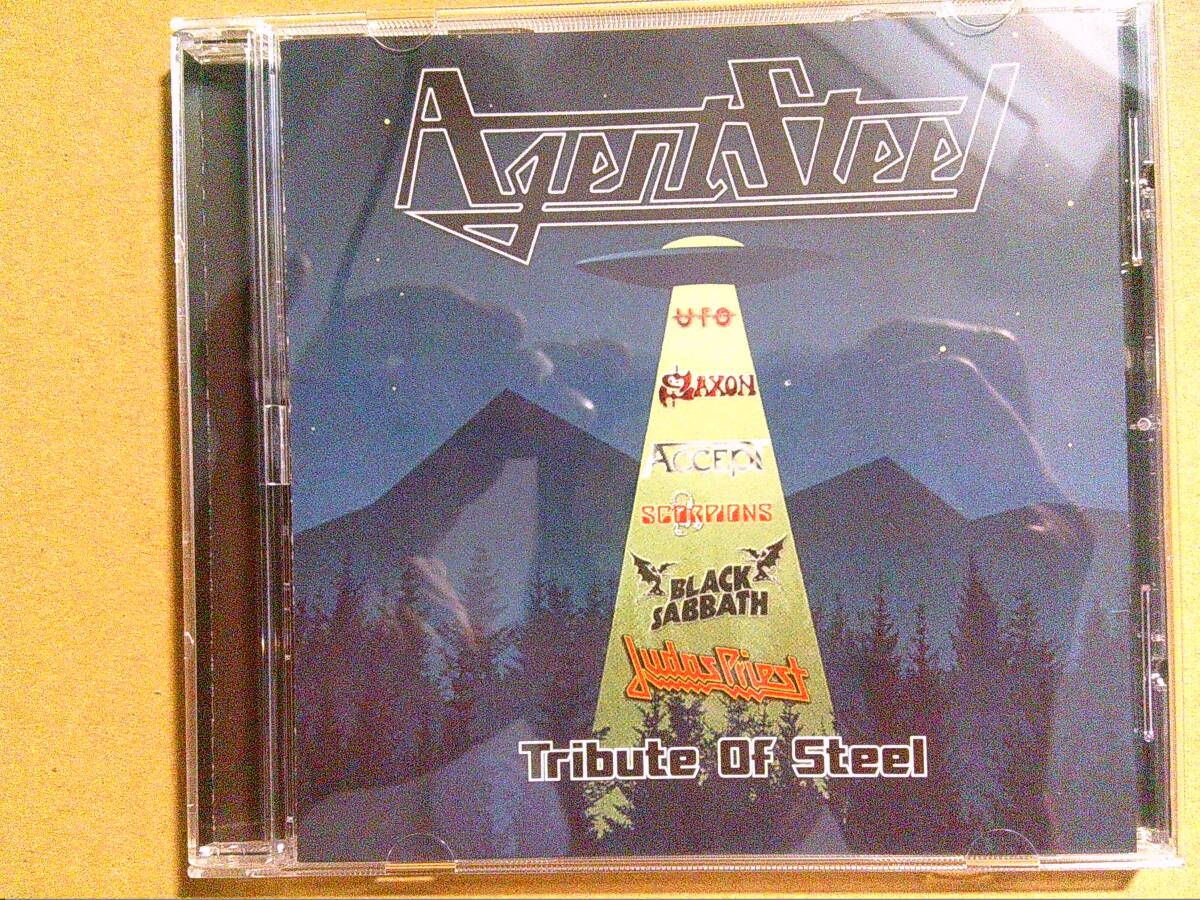 Agent Steel
UFO
SAXON
ACCEPT
SCORPIONS
BLACK
SABBATH
Judas Priest
Tribute Of Steel